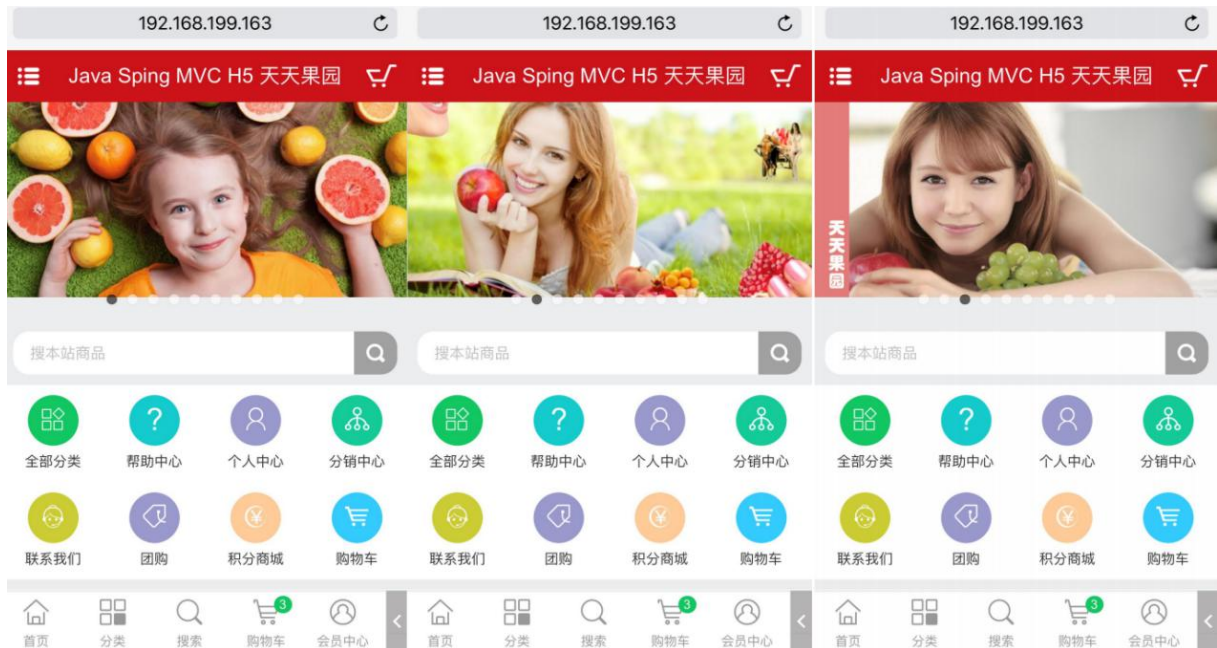 192.168.199.163
Java Sping MVC H5 天天果园
搜本站商品
全部分类 帮助中心 个人中心 分销中心
联系我们 团购 积分商城 购物车
3
首页 分类 搜索 购物车 会员中心
192.168.199.163
Java Sping MVC H5 天天果园
搜本站商品
全部分类 帮助中心 个人中心 分销中心
联系我们 团购 积分商城 购物车
3
首页 分类 搜索 购物车 会员中心
192.168.199.163
Java Sping MVC H5 天天果园
天天果园
搜本站商品
全部分类 帮助中心 个人中心 分销中心
联系我们 团购 积分商城 购物车
3
首页 分类 搜索 购物车 会员中心